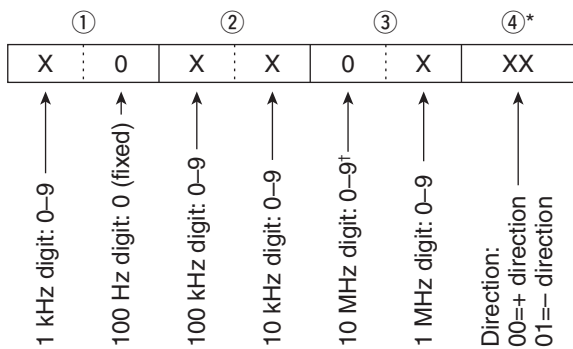 ① ② ③ ④*
X 0 X X 0 X XX
1 kHz digit: 0–9
100 Hz digit: 0 (fixed)
100 kHz digit: 0–9
10 kHz digit: 0–9
10 MHz digit: 0–9†
1 MHz digit: 0–9
Direction:
00=+ direction
01=– direction